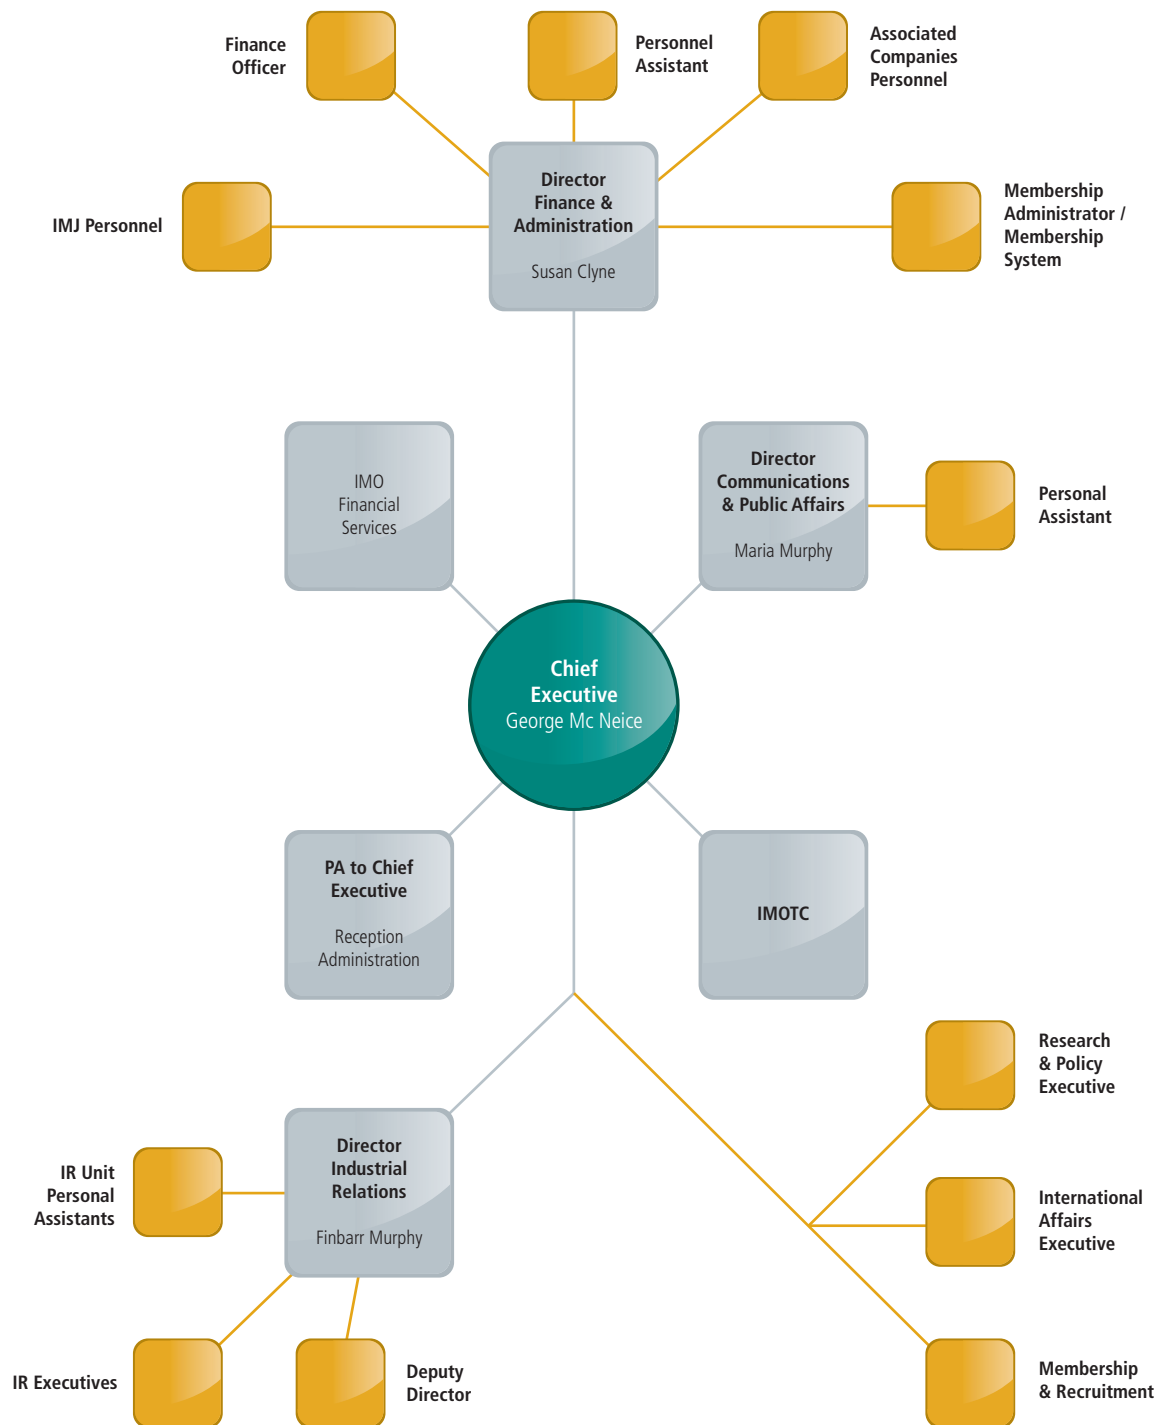 Finance
Officer
Personnel
Assistant
Associated
Companies
Personnel
IMJ Personnel
Director
Finance &
Administration
Susan Clyne
Membership
Administrator /
Membership
System
IMO
Financial
Services
Director
Communications
& Public Affairs
Maria Murphy
Personal
Assistant
Chief
Executive
George Mc Neice
PA to Chief
Executive
Reception
Administration
IMOTC
Research
& Policy
Executive
IR Unit
Personal
Assistants
Director
Industrial
Relations
Finbarr Murphy
International
Affairs
Executive
IR Executives
Deputy
Director
Membership
& Recruitment